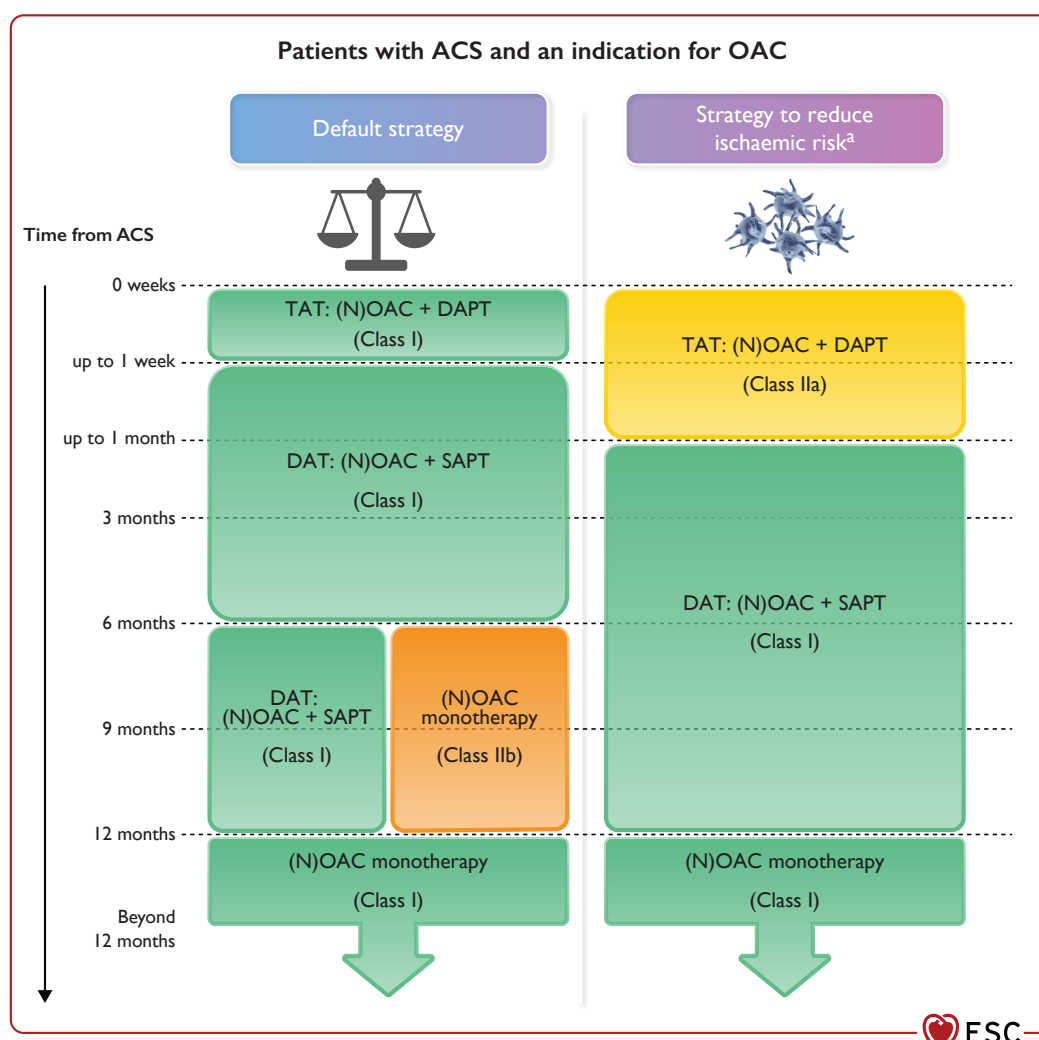 Patients with ACS and an indication for OAC
Default strategy
Strategy to reduce
ischaemic riskᵃ
Time from ACS
0 weeks
TAT: (N)OAC + DAPT
(Class I)
TAT: (N)OAC + DAPT
(Class IIa)
up to 1 week
up to 1 month
DAT: (N)OAC + SAPT
(Class I)
3 months
DAT: (N)OAC + SAPT
(Class I)
6 months
DAT:
(N)OAC + SAPT
(Class I)
(N)OAC
monotherapy
(Class IIb)
9 months
12 months
(N)OAC monotherapy
(Class I)
(N)OAC monotherapy
(Class I)
Beyond
12 months
ESC